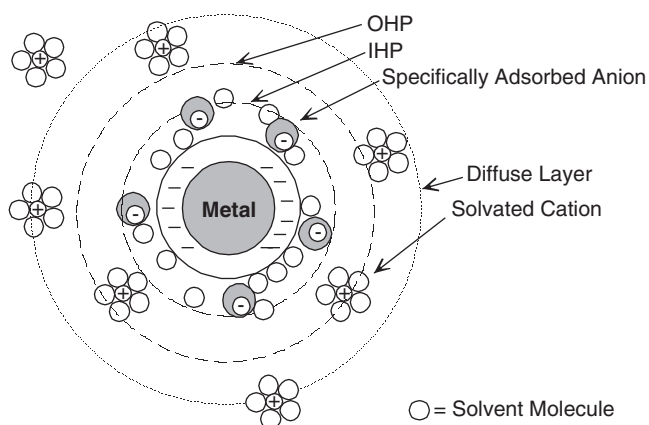 OHP
IHP
Specifically Adsorbed Anion
Diffuse Layer
Solvated Cation
Metal
= Solvent Molecule